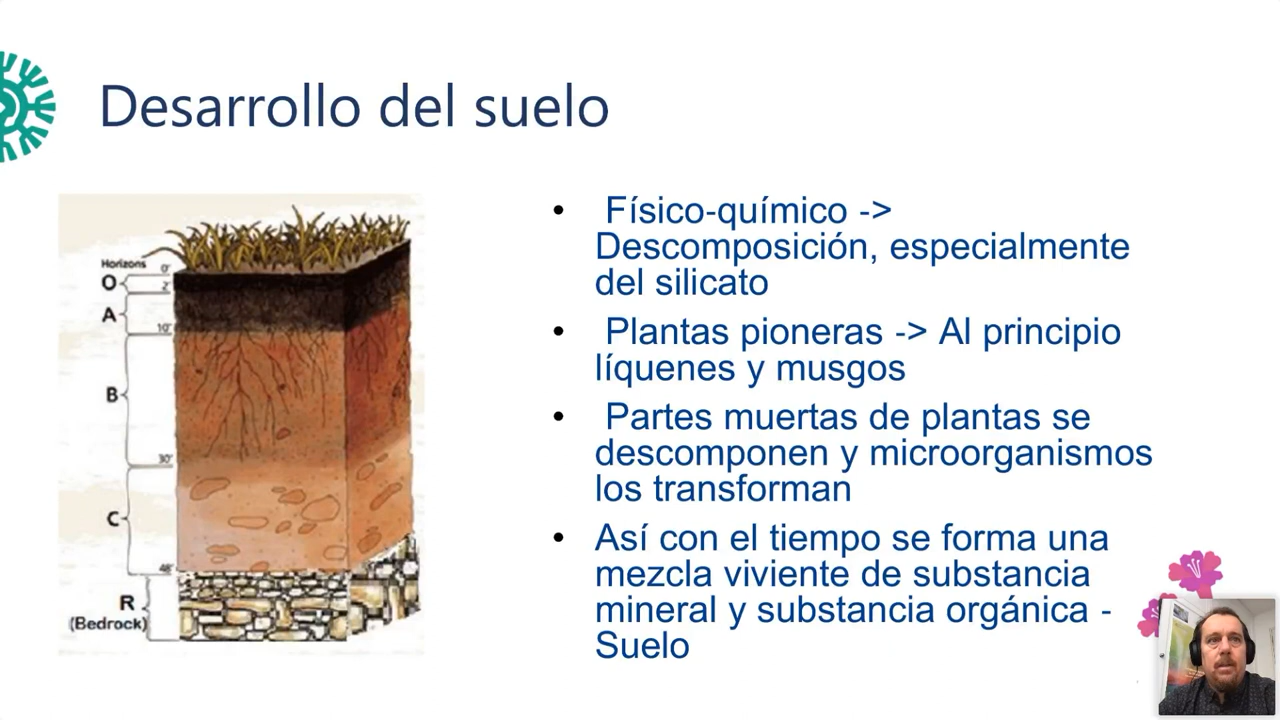 Desarrollo del suelo
Horizons
0"
O
2"
A
10"
B
30"
C
48"
R
(Bedrock)
• Físico-químico ->
Descomposición, especialmente
del silicato
• Plantas pioneras -> Al principio
líquenes y musgos
• Partes muertas de plantas se
descomponen y microorganismos
los transforman
• Así con el tiempo se forma una
mezcla viviente de substancia
mineral y substancia orgánica -
Suelo